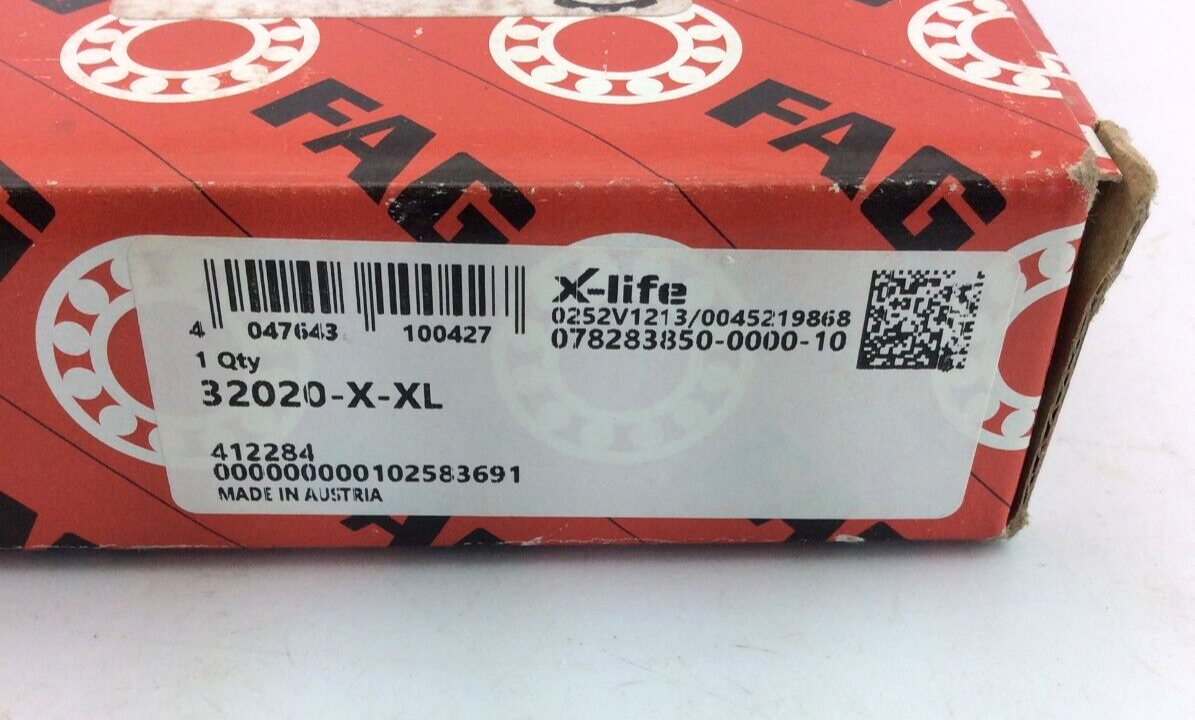 FAG
FAG
X-life
4 047643 100427
0252V1213/0045219868
078283850-0000-10
1 Qty
32020-X-XL
412284
000000000102583691
MADE IN AUSTRIA